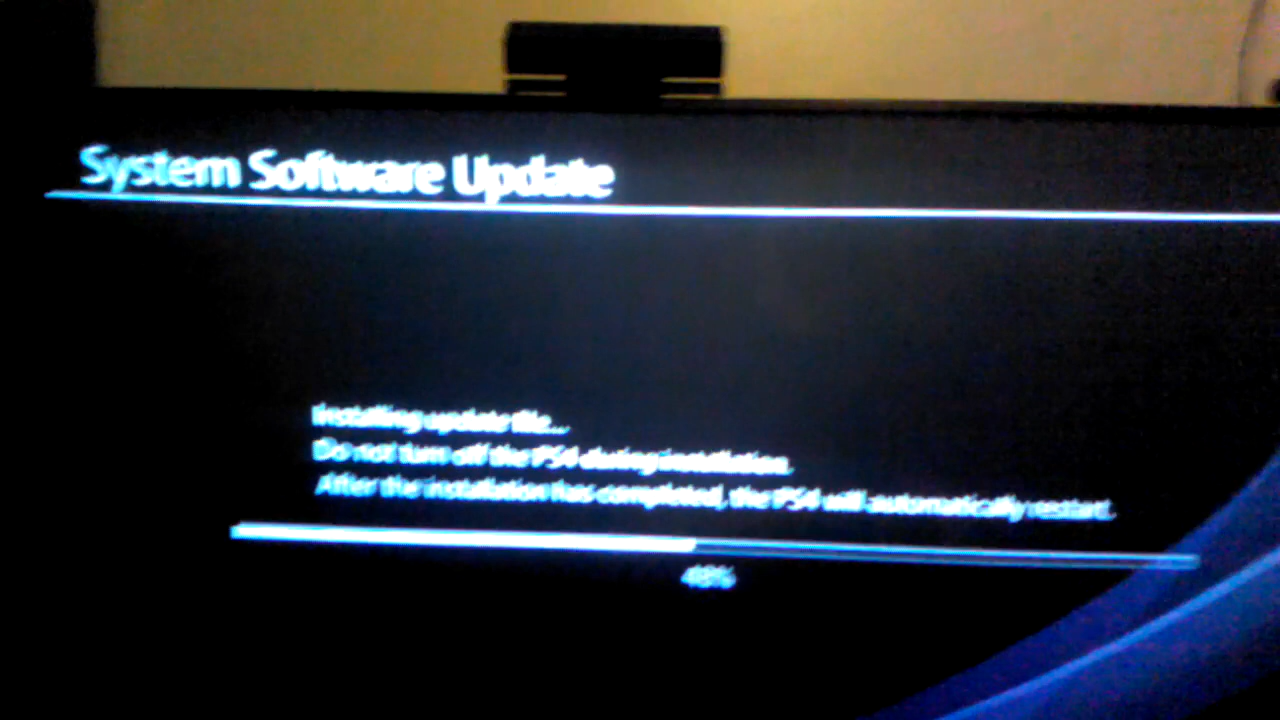 System Software Update
Installing update file...
Do not turn off the PS4 during installation.
After the installation has completed, the PS4 will automatically restart.
48%